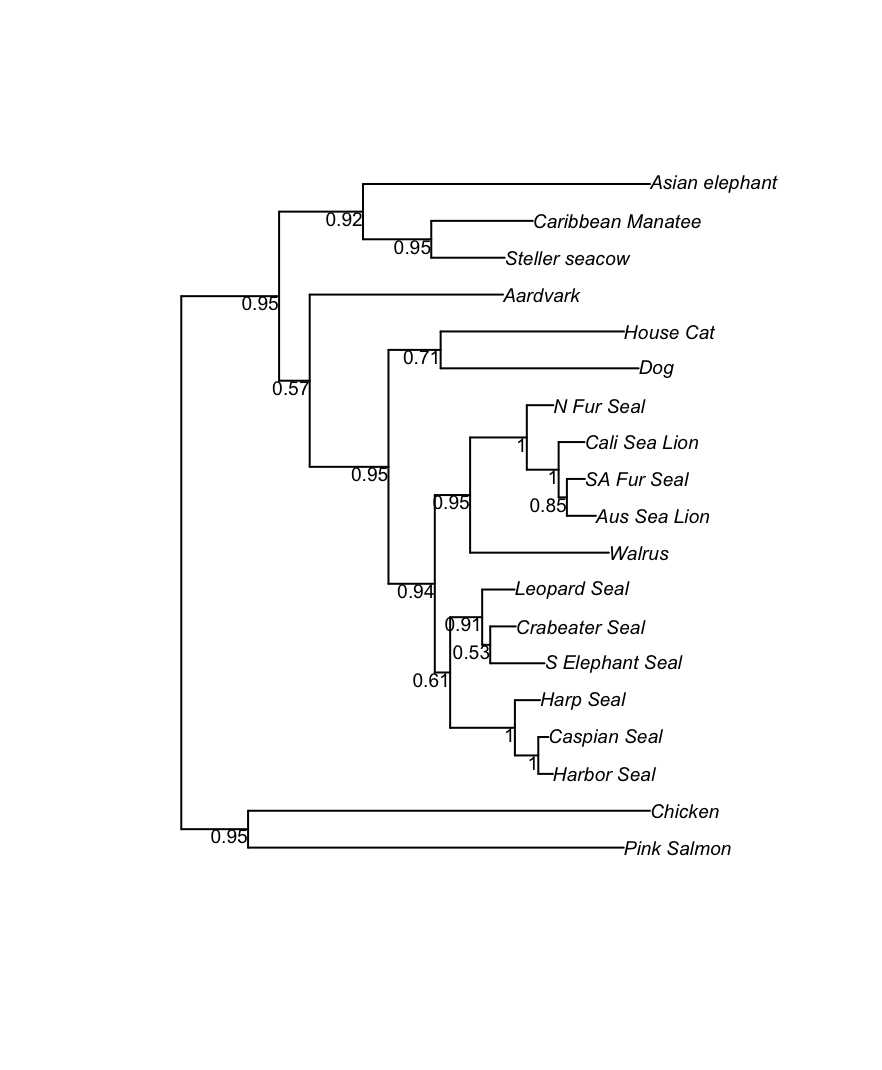 Asian elephant
0.92
Caribbean Manatee
0.95
Steller seacow
Aardvark
0.95
House Cat
0.71
Dog
0.57
N Fur Seal
Cali Sea Lion
1
0.95
SA Fur Seal
1
0.95
0.85
Aus Sea Lion
Walrus
0.94
Leopard Seal
0.91
Crabeater Seal
0.53
S Elephant Seal
0.61
Harp Seal
1
Caspian Seal
1
Harbor Seal
Chicken
0.95
Pink Salmon